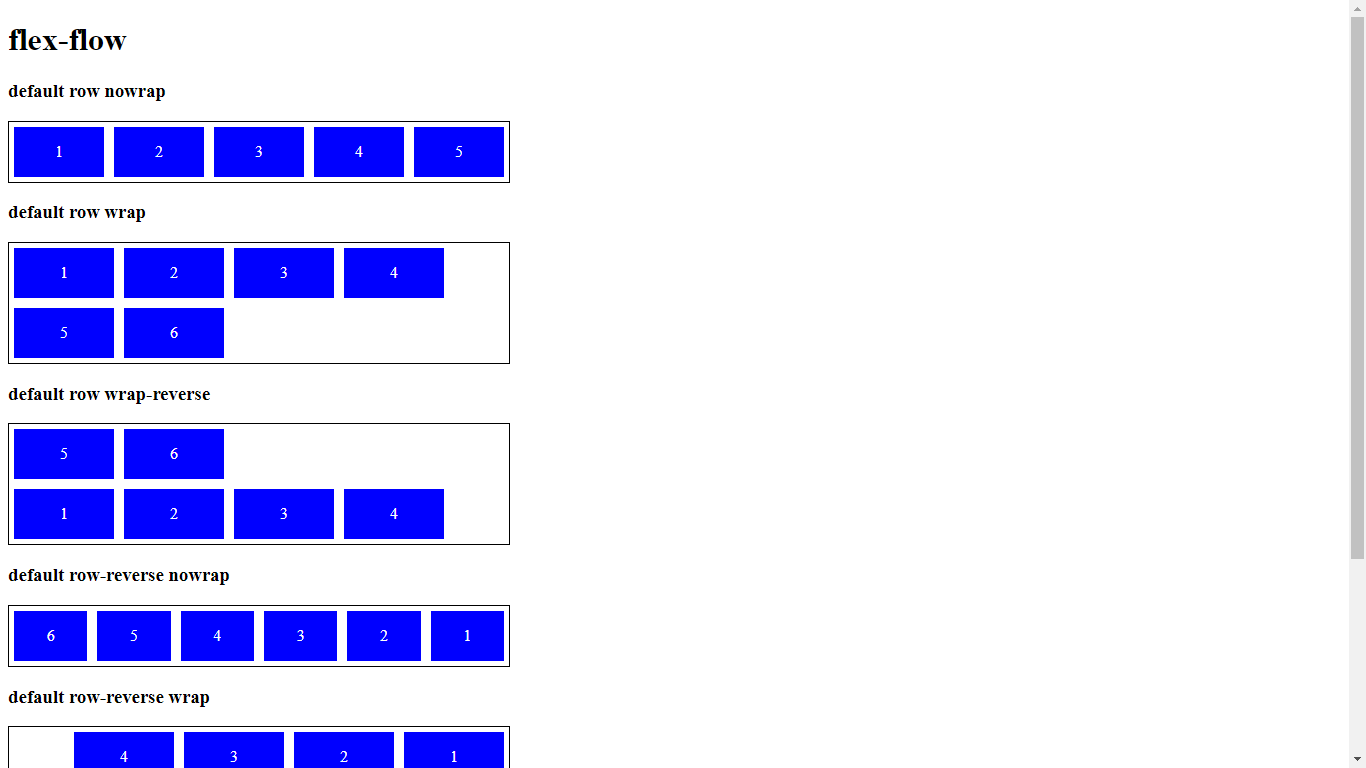 flex-flow
default row nowrap
1 2 3 4 5
default row wrap
1 2 3 4
5 6
default row wrap-reverse
5 6
1 2 3 4
default row-reverse nowrap
6 5 4 3 2 1
default row-reverse wrap
4 3 2 1